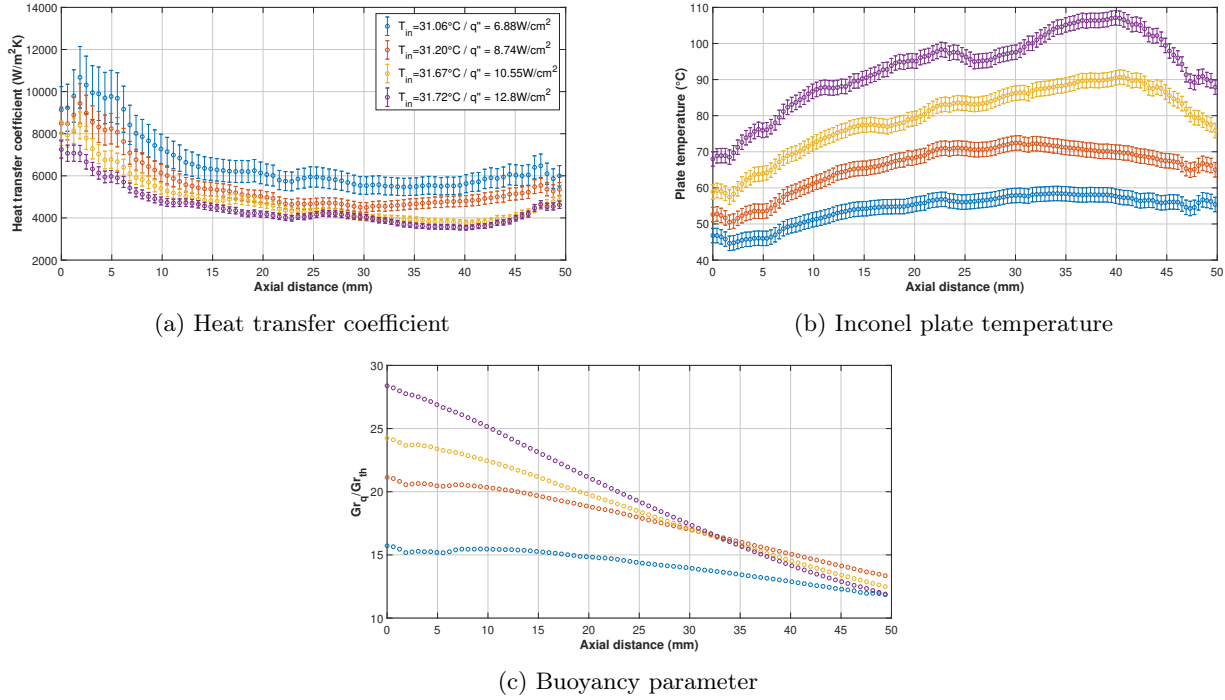 14000
12000
10000
8000
6000
4000
2000
Heat transfer coefficient (W/m²K)
T_in=31.06°C / q" = 6.88W/cm²
T_in=31.20°C / q" = 8.74W/cm²
T_in=31.67°C / q" = 10.55W/cm²
T_in=31.72°C / q" = 12.8W/cm²
0 5 10 15 20 25 30 35 40 45 50
Axial distance (mm)
(a) Heat transfer coefficient
110
100
90
80
70
60
50
40
Plate temperature (°C)
0 5 10 15 20 25 30 35 40 45 50
Axial distance (mm)
(b) Inconel plate temperature
30
25
20
15
10
Gr_q/Gr_th
0 5 10 15 20 25 30 35 40 45 50
Axial distance (mm)
(c) Buoyancy parameter